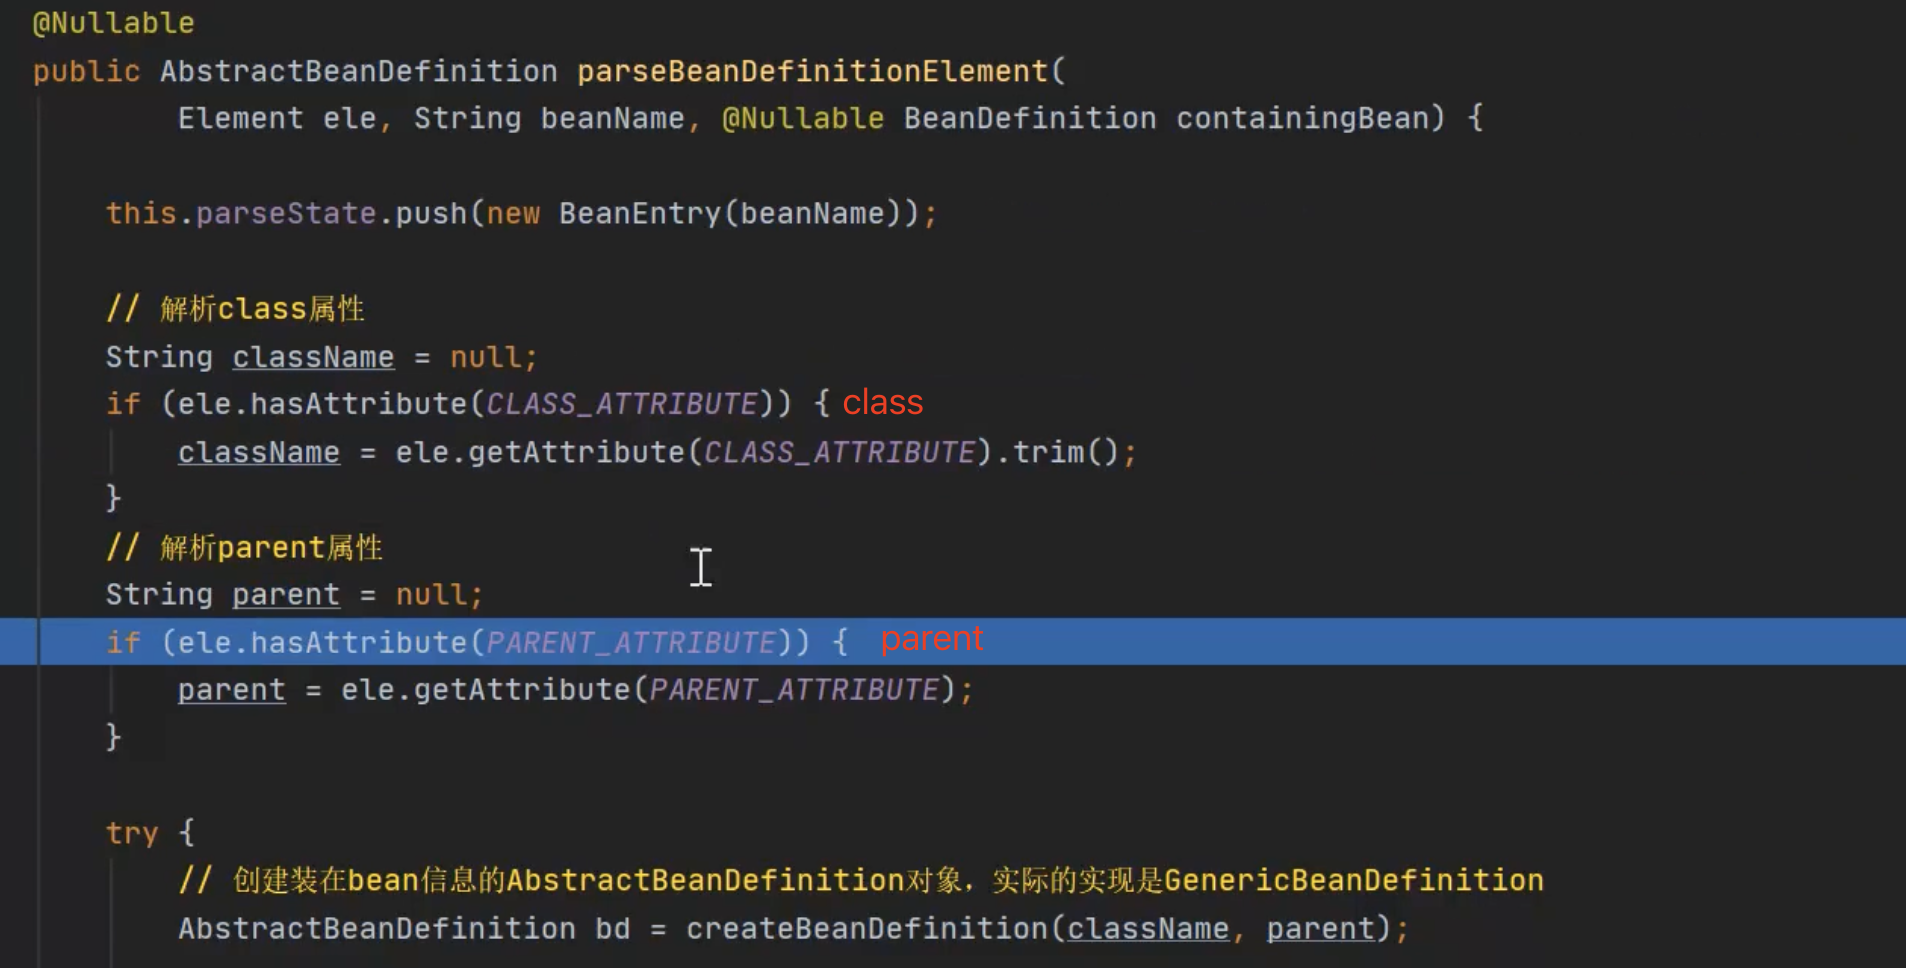 @Nullable
public AbstractBeanDefinition parseBeanDefinitionElement(
Element ele, String beanName, @Nullable BeanDefinition containingBean) {
this.parseState.push(new BeanEntry(beanName));
// 解析class属性
String className = null;
if (ele.hasAttribute(CLASS_ATTRIBUTE)) { class
className = ele.getAttribute(CLASS_ATTRIBUTE).trim();
}
// 解析parent属性
String parent = null;
if (ele.hasAttribute(PARENT_ATTRIBUTE)) { parent
parent = ele.getAttribute(PARENT_ATTRIBUTE);
}
try {
// 创建装在bean信息的AbstractBeanDefinition对象，实际的实现是GenericBeanDefinition
AbstractBeanDefinition bd = createBeanDefinition(className, parent);